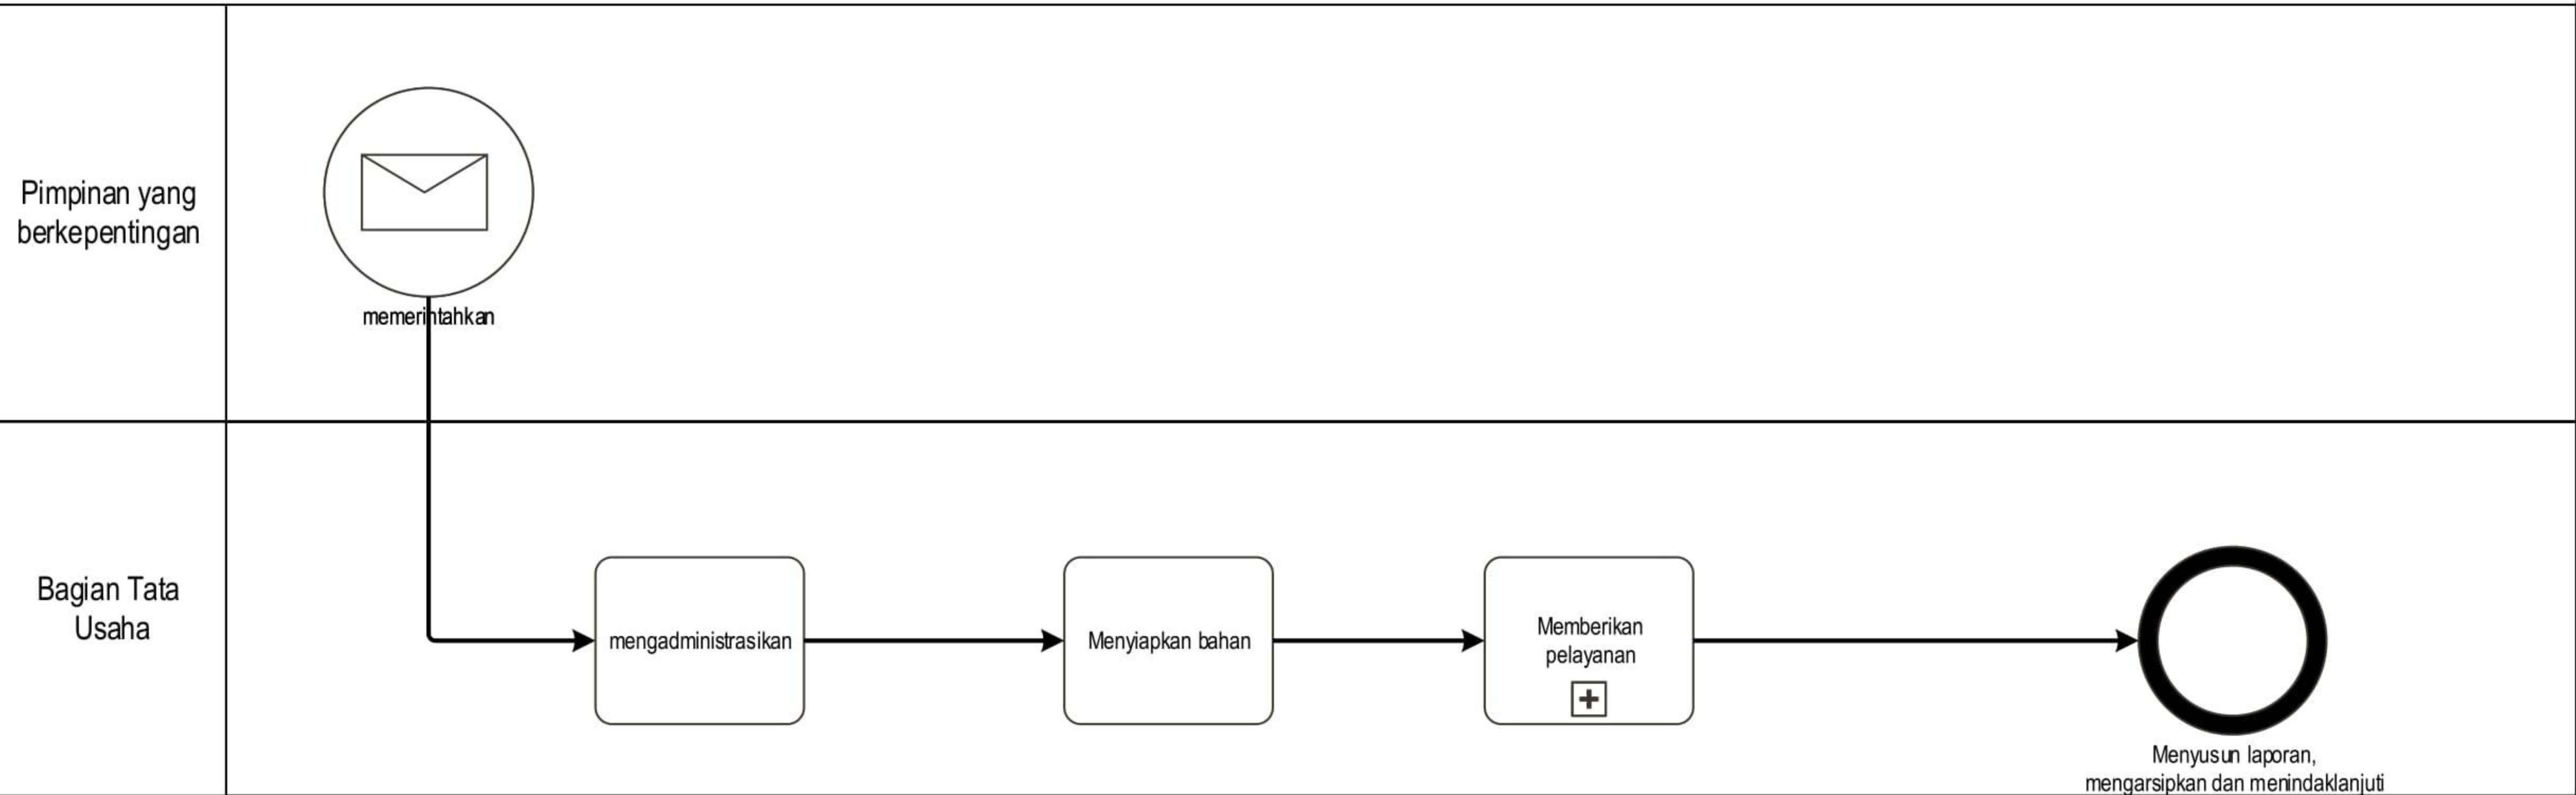 Pimpinan yang
berkepentingan
memerintahkan
Bagian Tata
Usaha
mengadministrasikan
Menyiapkan bahan
Memberikan
pelayanan
Menyusun laporan,
mengarsipkan dan menindaklanjuti